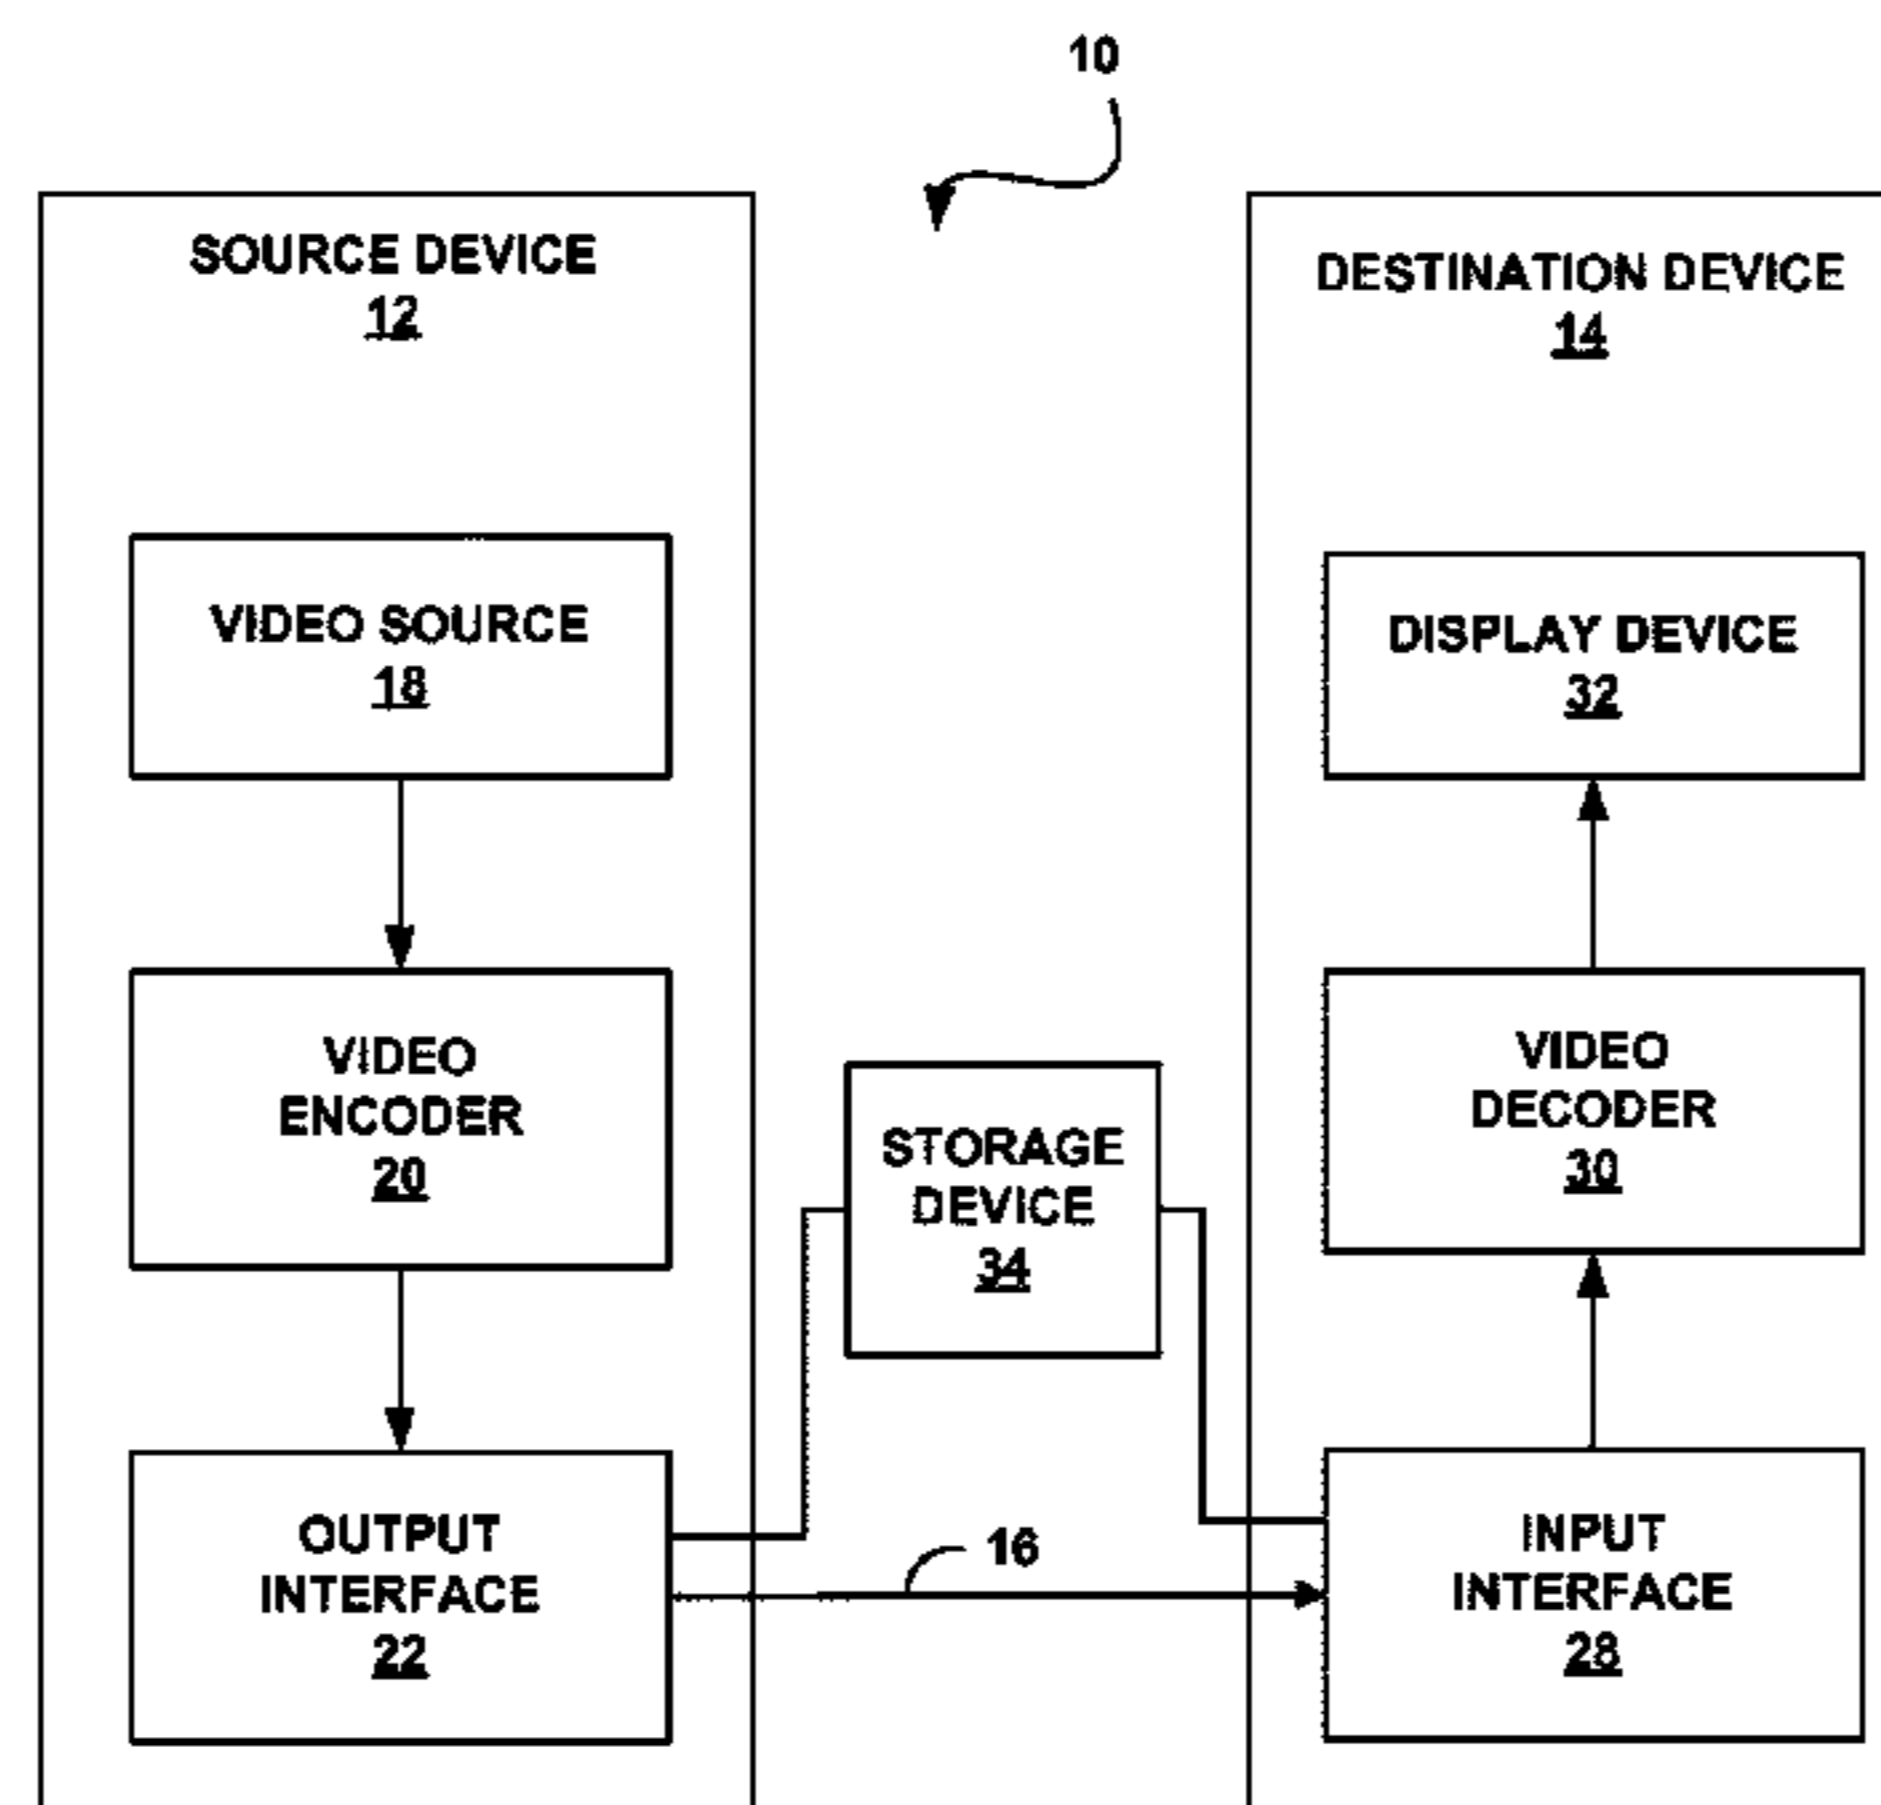 10
SOURCE DEVICE
12
VIDEO SOURCE
18
VIDEO
ENCODER
20
OUTPUT
INTERFACE
22
STORAGE
DEVICE
34
16
DESTINATION DEVICE
14
DISPLAY DEVICE
32
VIDEO
DECODER
30
INPUT
INTERFACE
28